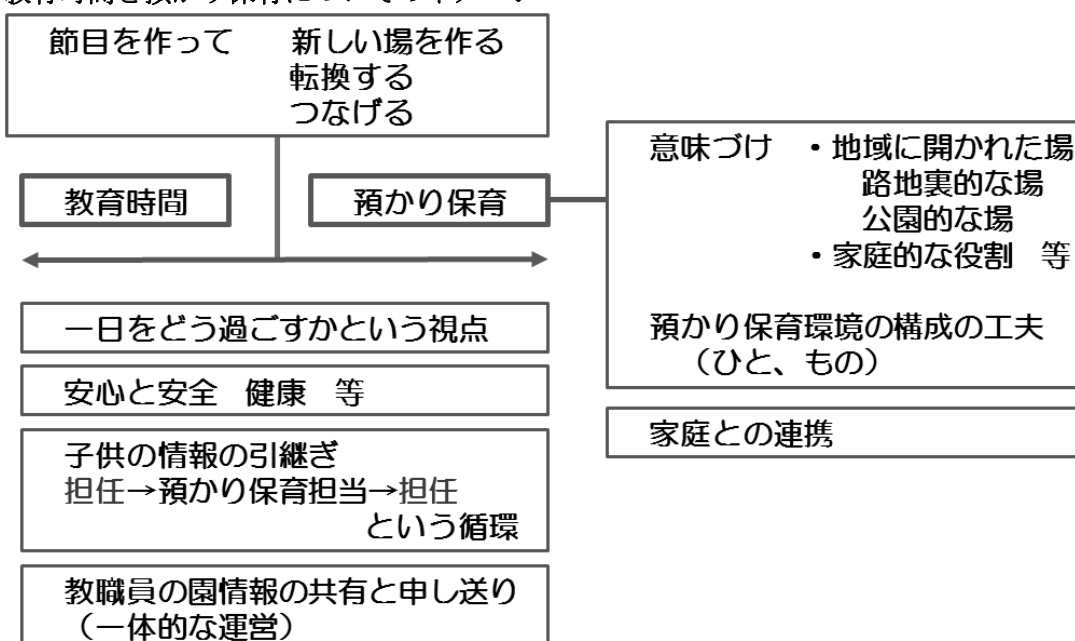 節目を作って　新しい場を作る
転換する
つなげる
教育時間　預かり保育
一日をどう過ごすかという視点
安心と安全　健康　等
子供の情報の引継ぎ
担任→預かり保育担当→担任
という循環
教職員の園情報の共有と申し送り
（一体的な運営）
意味づけ　・地域に開かれた場
路地裏的な場
公園的な場
・家庭的な役割　等
預かり保育環境の構成の工夫
（ひと、もの）
家庭との連携